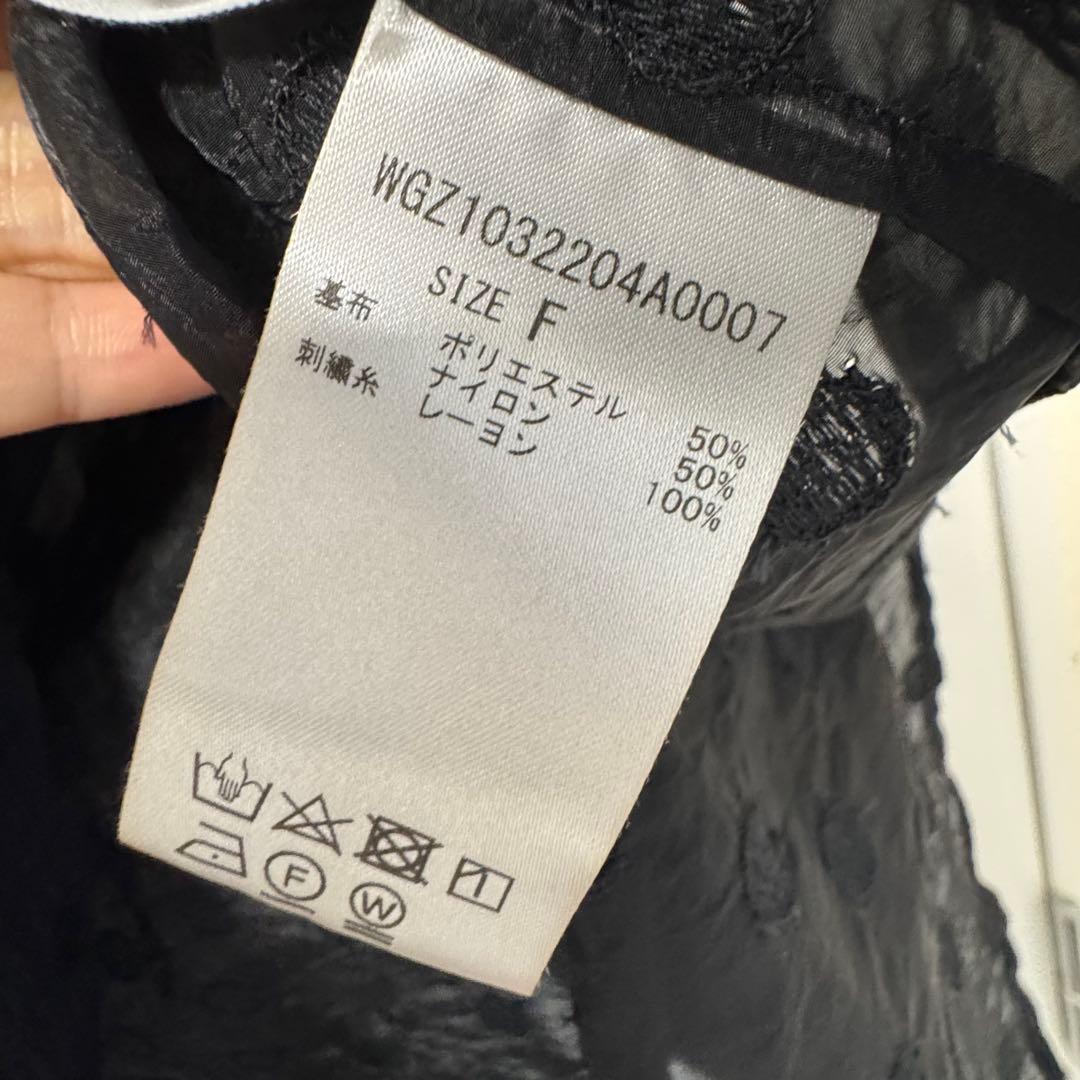 WGZ1032204A0007
SIZE F
基布 ポリエステル 50%
ナイロン 50%
刺繍糸 レーヨン 100%
F
W